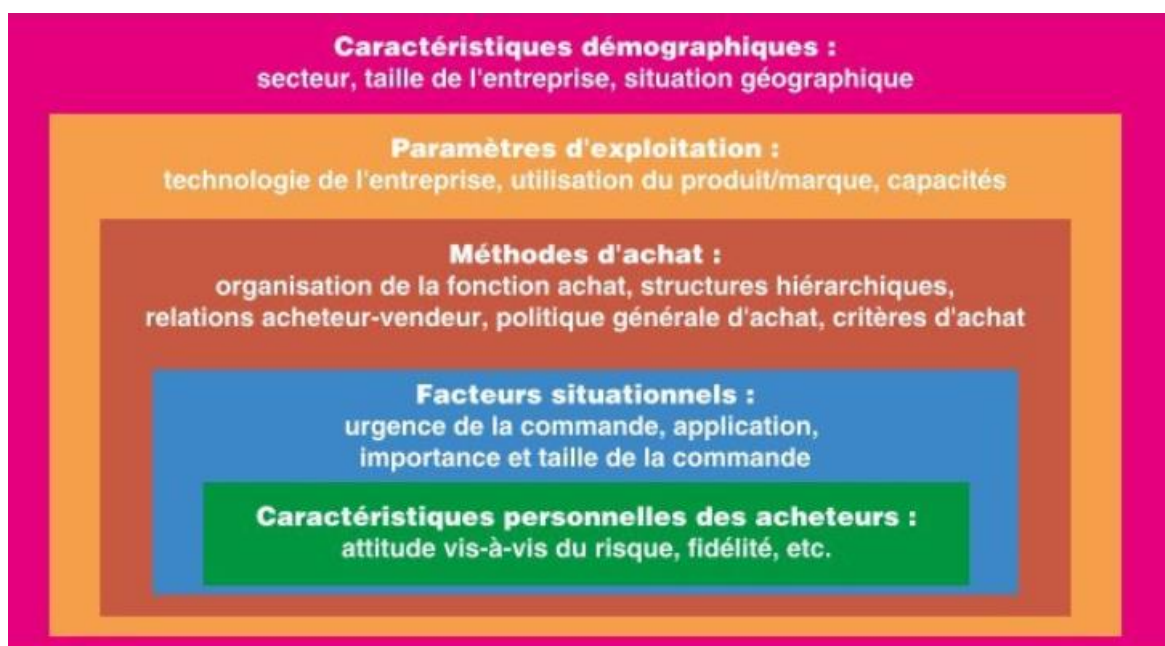 Caractéristiques démographiques :
secteur, taille de l'entreprise, situation géographique
Paramètres d'exploitation :
technologie de l'entreprise, utilisation du produit/marque, capacités
Méthodes d'achat :
organisation de la fonction achat, structures hiérarchiques,
relations acheteur-vendeur, politique générale d'achat, critères d'achat
Facteurs situationnels :
urgence de la commande, application,
importance et taille de la commande
Caractéristiques personnelles des acheteurs :
attitude vis-à-vis du risque, fidélité, etc.